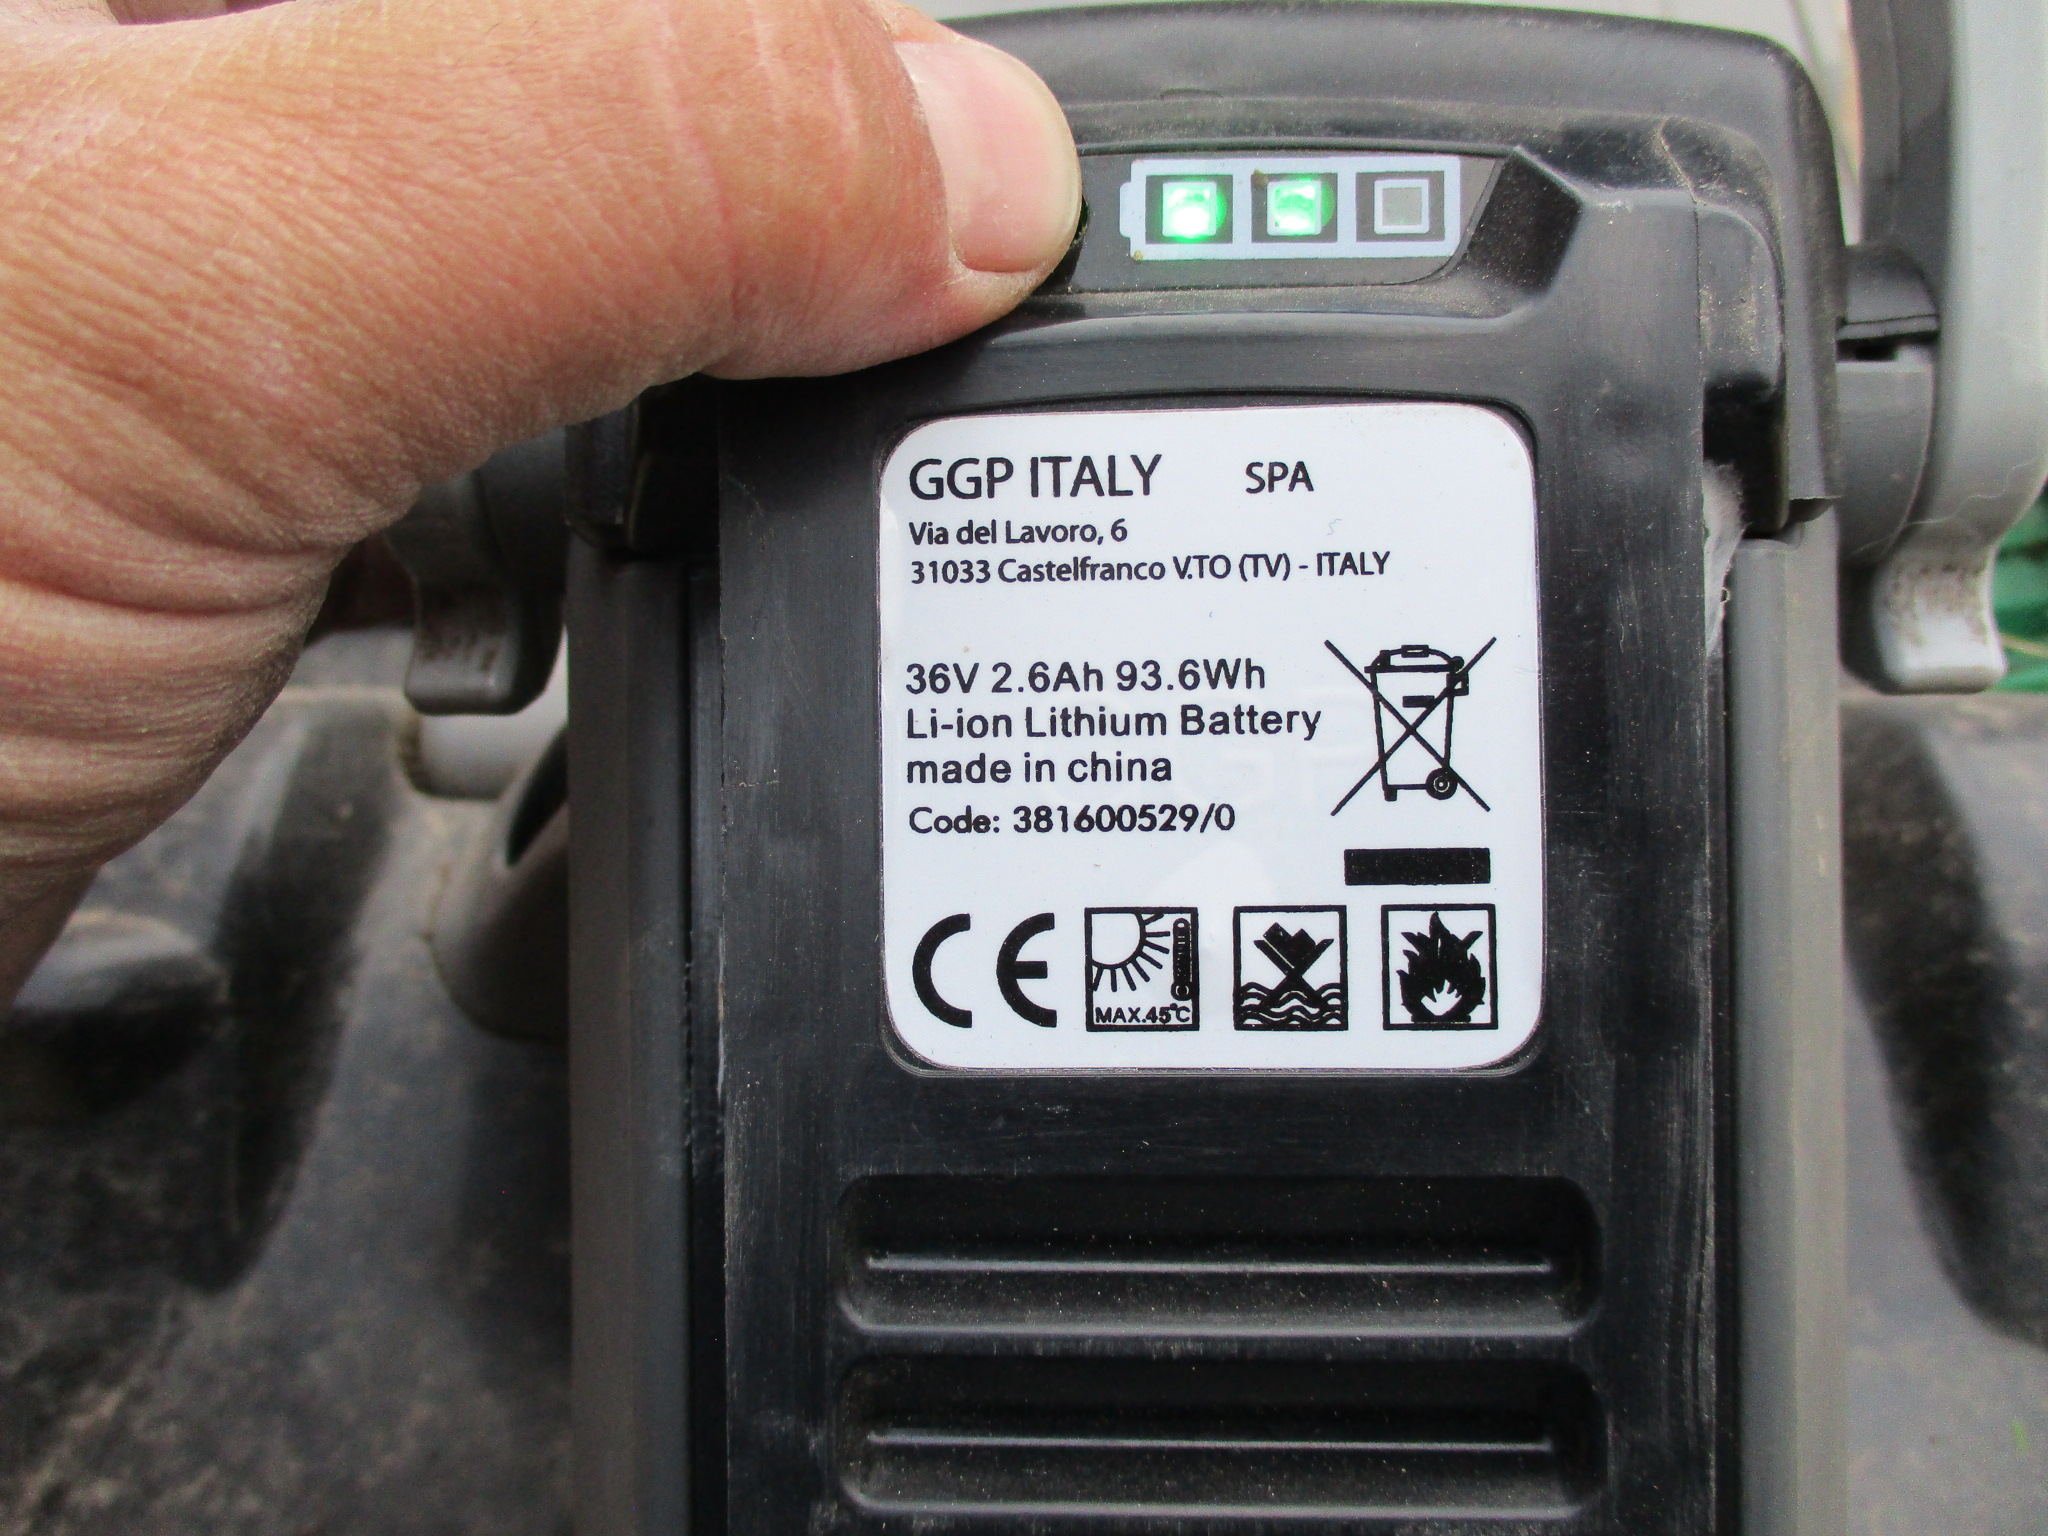 GGP ITALY SPA
Via del Lavoro, 6
31033 Castelfranco V.TO (TV) - ITALY
36V 2.6Ah 93.6Wh
Li-ion Lithium Battery
made in china
Code: 381600529/0
CE
MAX.45°C